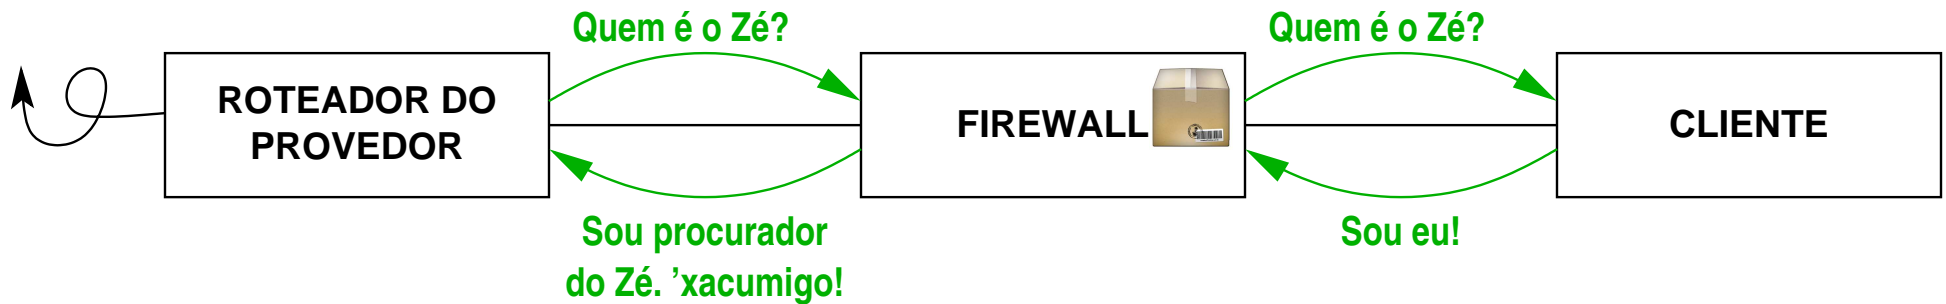 Quem é o Zé?
Quem é o Zé?
ROTEADOR DO
PROVEDOR
FIREWALL
CLIENTE
Sou procurador
do Zé. ’xacumigo!
Sou eu!